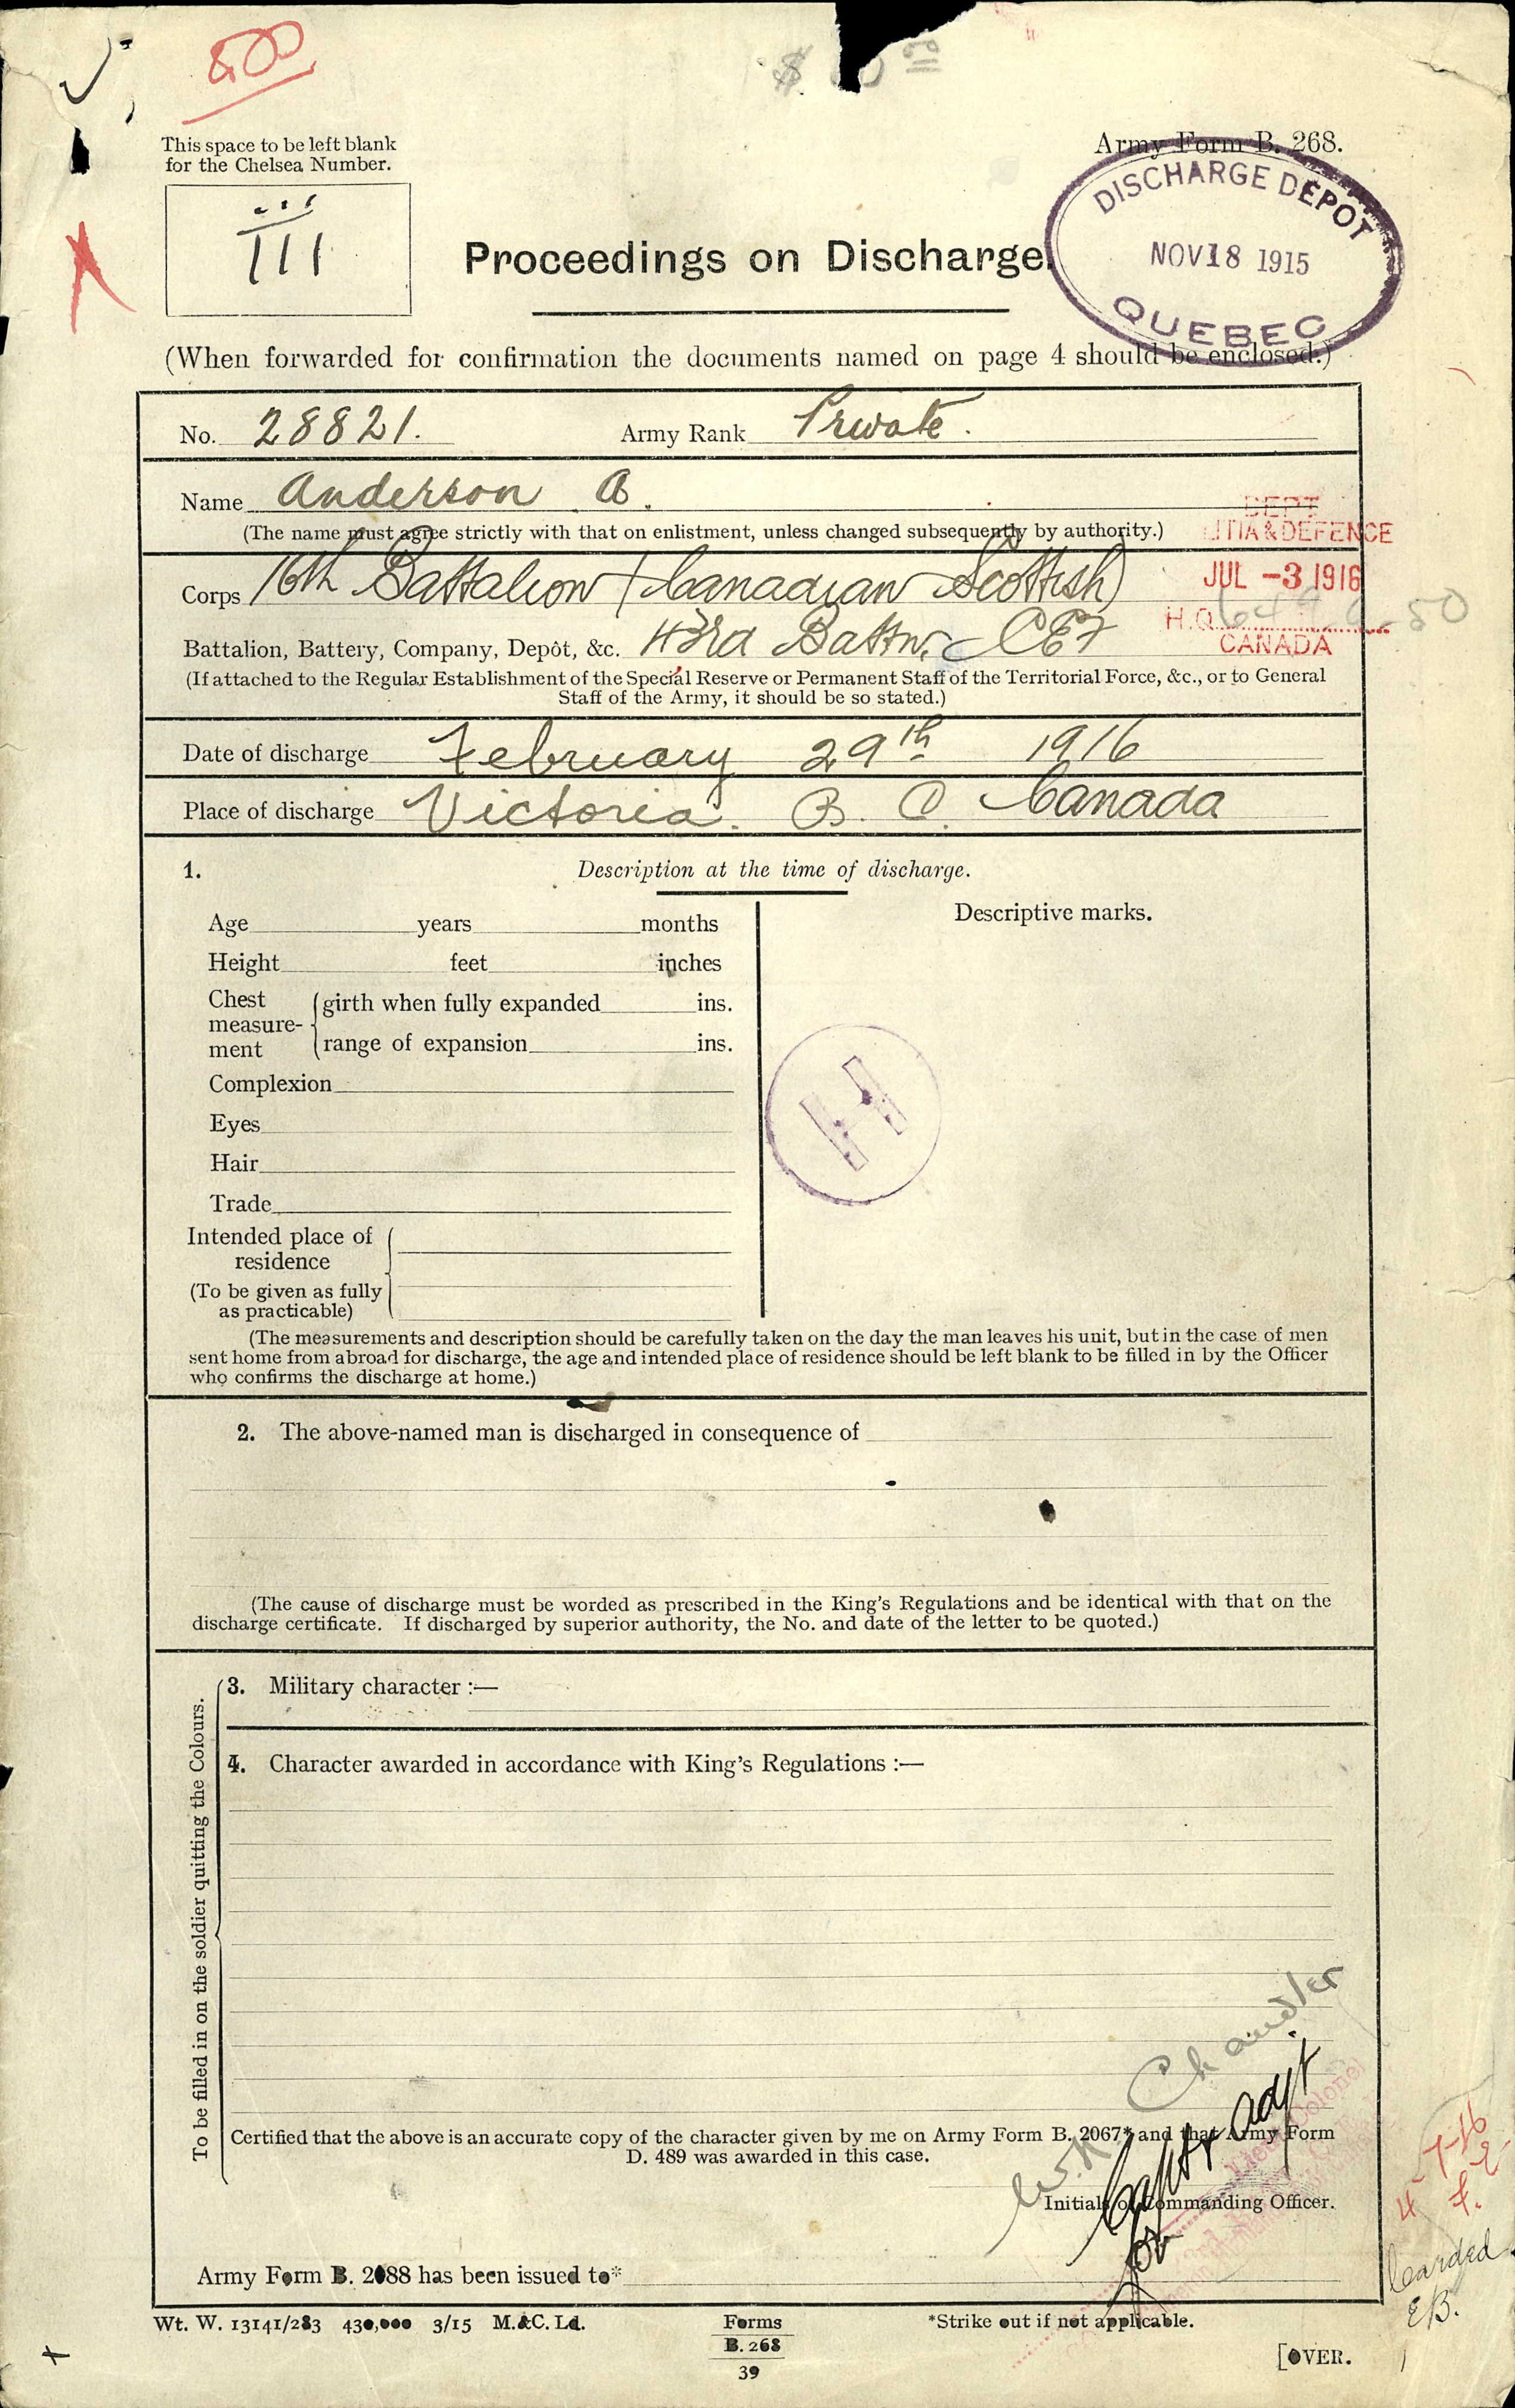 500
$ 00
This space to be left blank
for the Chelsea Number.
III
Army Form B. 268.
DISCHARGE DEPOT
NOV 18 1915
QUEBEC
Proceedings on Discharge.
(When forwarded for confirmation the documents named on page 4 should be enclosed.)
No. 28821. Army Rank Private.
Name Anderson A.
(The name must agree strictly with that on enlistment, unless changed subsequently by authority.)
DEPT
LITIA & DEFENCE
JUL -3 1916
H.Q. 649
CANADA
Corps 16th Battalion (Canadian Scottish)
Battalion, Battery, Company, Depôt, &c. 43rd Battn. CEF
(If attached to the Regular Establishment of the Special Reserve or Permanent Staff of the Territorial Force, &c., or to General
Staff of the Army, it should be so stated.)
Date of discharge February 29th 1916
Place of discharge Victoria. B. C. Canada
1. Description at the time of discharge.
Age years months
Descriptive marks.
Height feet inches
Chest measure-ment
girth when fully expanded ins.
range of expansion ins.
Complexion
H
Eyes
Hair
Trade
Intended place of
residence
(To be given as fully
as practicable)
(The measurements and description should be carefully taken on the day the man leaves his unit, but in the case of men
sent home from abroad for discharge, the age and intended place of residence should be left blank to be filled in by the Officer
who confirms the discharge at home.)
2. The above-named man is discharged in consequence of
(The cause of discharge must be worded as prescribed in the King's Regulations and be identical with that on the
discharge certificate. If discharged by superior authority, the No. and date of the letter to be quoted.)
To be filled in on the soldier quitting the Colours.
3. Military character :—
4. Character awarded in accordance with King's Regulations :—
W. K. Chandler
Capt & Adjt
for
Lieut Colonel
Certified that the above is an accurate copy of the character given by me on Army Form B. 2067* and that Army Form
D. 489 was awarded in this case.
Initials of Commanding Officer.
4-7-16
Carded
E.B.
Army Form B. 2088 has been issued to*
Wt. W. 13141/283 430,000 3/15 M. & C. Ld.
Forms
B. 268
39
*Strike out if not applicable.
[OVER.